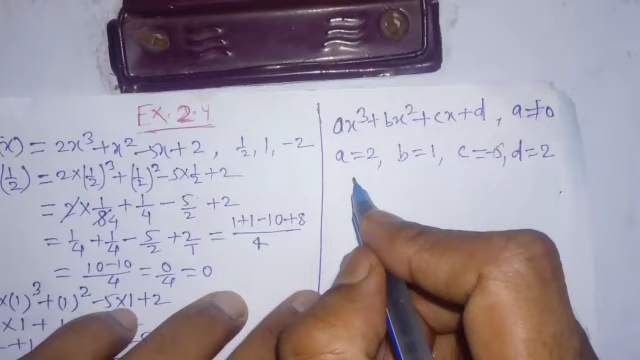 EX. 2.4
x) = 2x³ + x² - 5x + 2 , 1/2, 1, -2
(1/2) = 2×(1/2)³ + (1/2)² - 5×1/2 + 2
= 2×1/84 + 1/4 - 5/2 + 2
= 1/4 + 1/4 - 5/2 + 2/1 = 1+1-10+8/4
= 10-10/4 = 0/4 = 0
×(1)³ + (1)² - 5×1 + 2
×1 +
+1
ax³ + bx² + cx + d , a≠0
a=2, b=1, c=-5, d=2